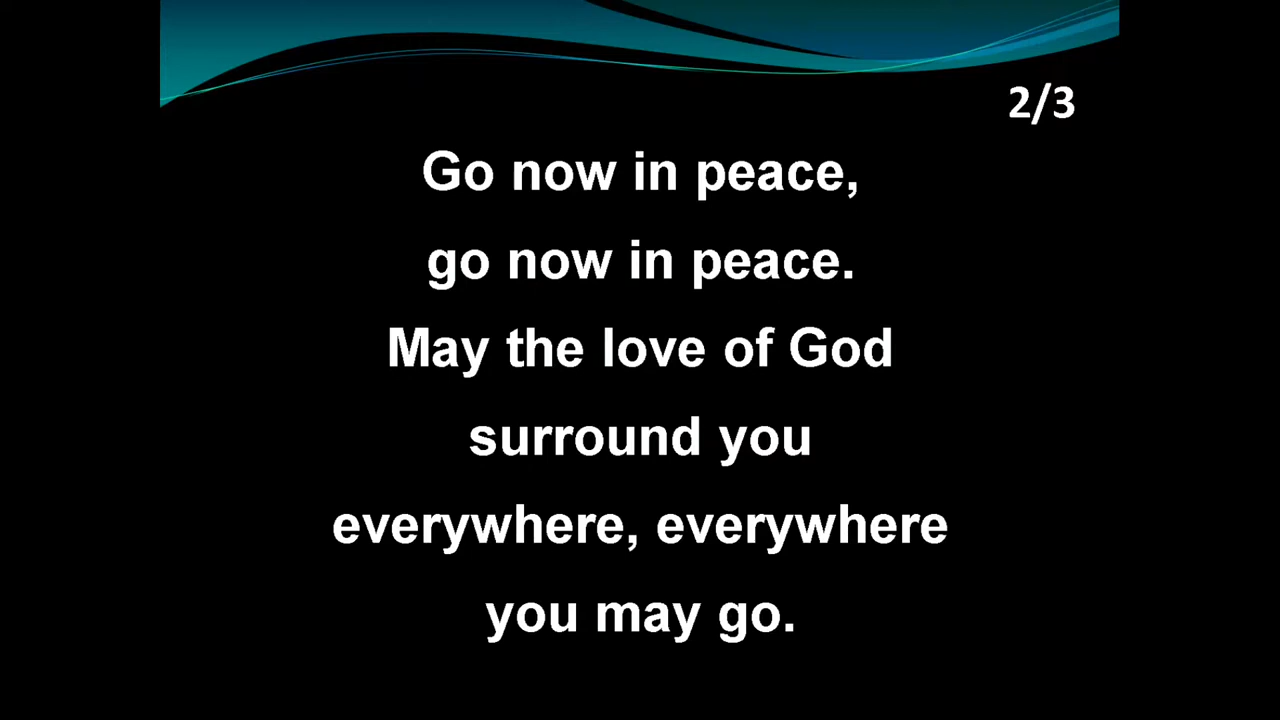 2/3
Go now in peace,
go now in peace.
May the love of God
surround you
everywhere, everywhere
you may go.